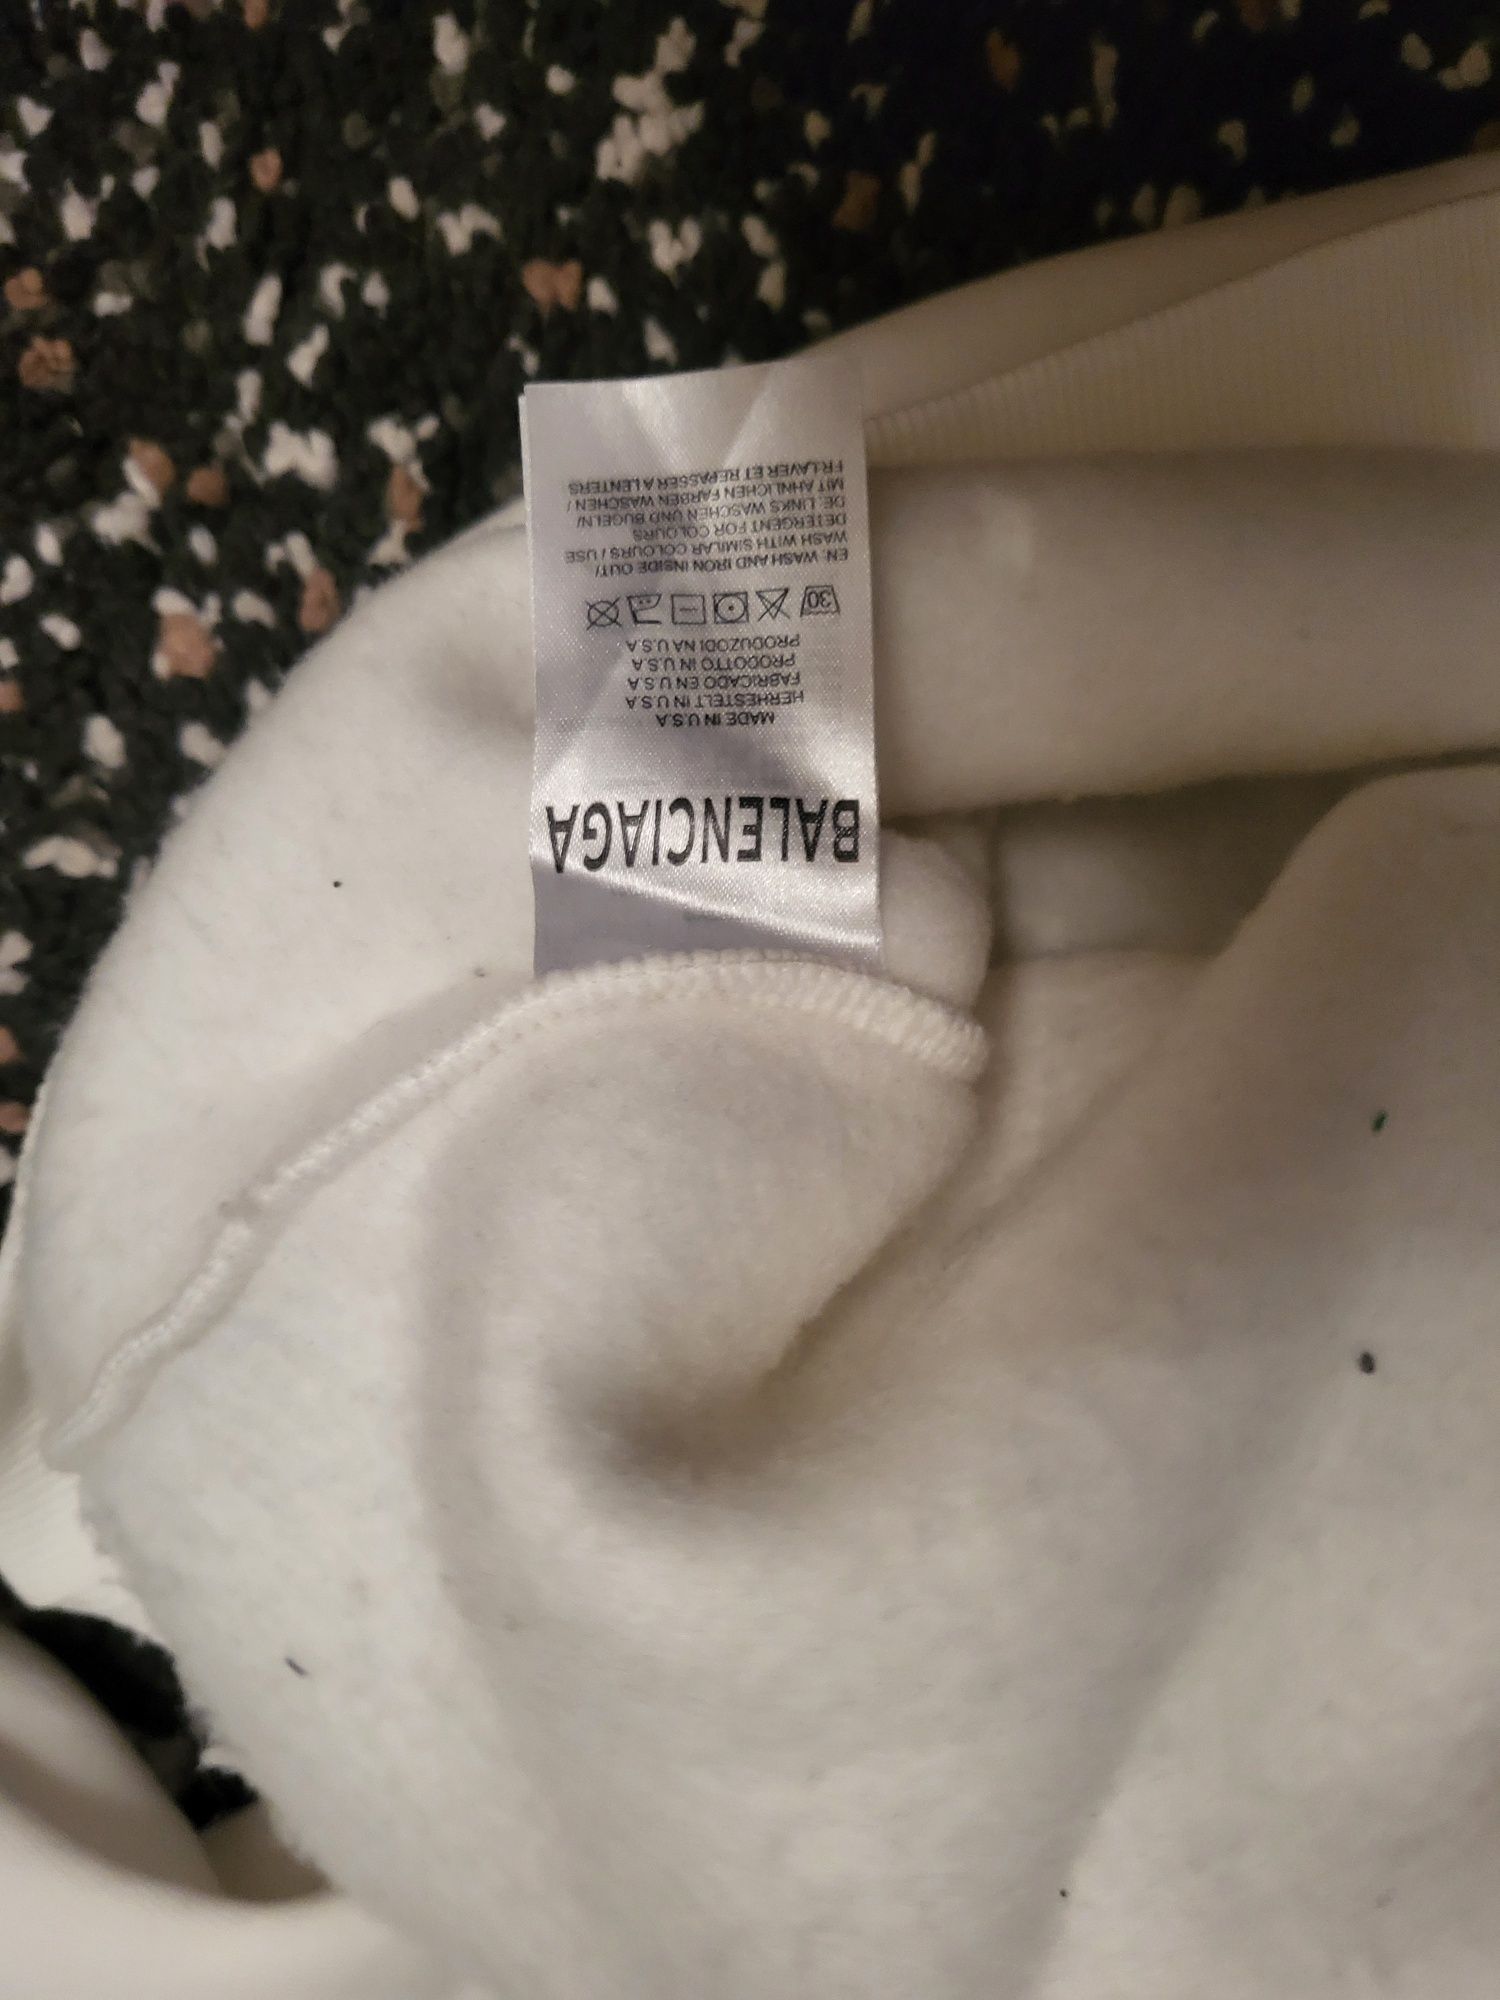 BALENCIAGA
MADE IN U.S.A
HERHESTELT IN U.S.A
FABRICADO EN U.S.A
PRODOTTO IN U.S.A
PRODUZODI NA U.S.A
30
EN. WASH AND IRON INSIDE OUT/
WASH WITH SIMILAR COLOURS / USE
DETERGENT FOR COLOURS
DE. LINKS WASCHEN UND BUGELN/
MIT AHNLICHEN FARBEN WASCHEN /
FR.LAVER ET REPASSER A LENTERS